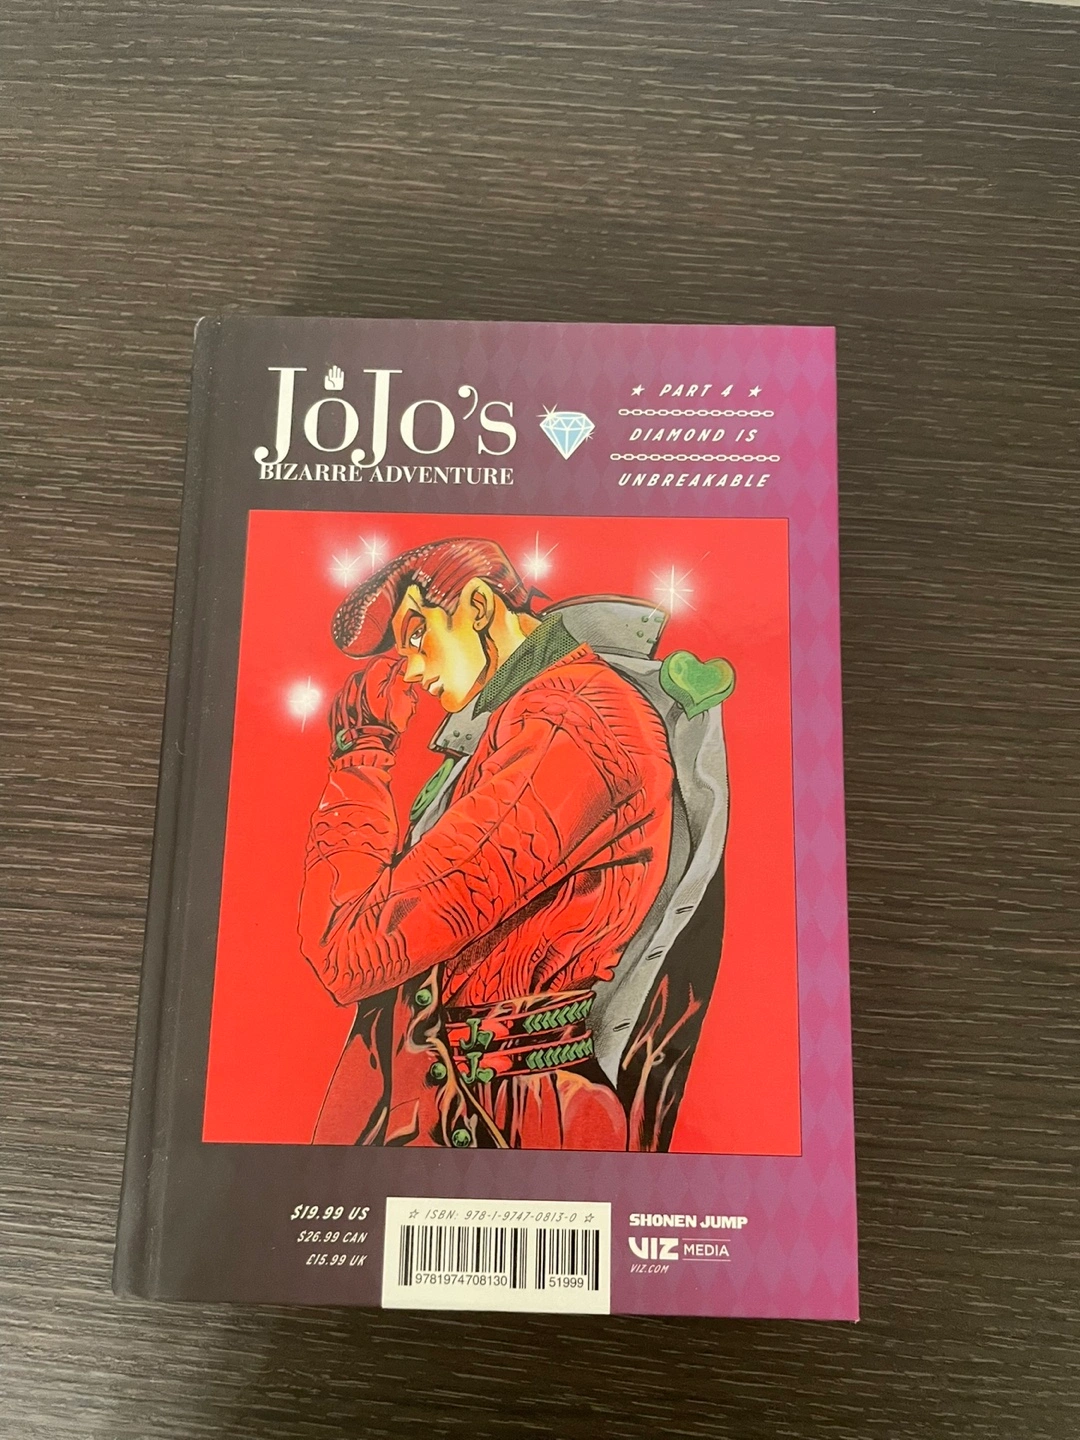 JoJo's
BIZARRE ADVENTURE
★ PART 4 ★
DIAMOND IS
UNBREAKABLE
$19.99 US
$26.99 CAN
£15.99 UK
☆ ISBN: 978-1-9747-0813-0 ☆
9781974708130
51999
SHONEN JUMP
VIZ MEDIA
VIZ.COM